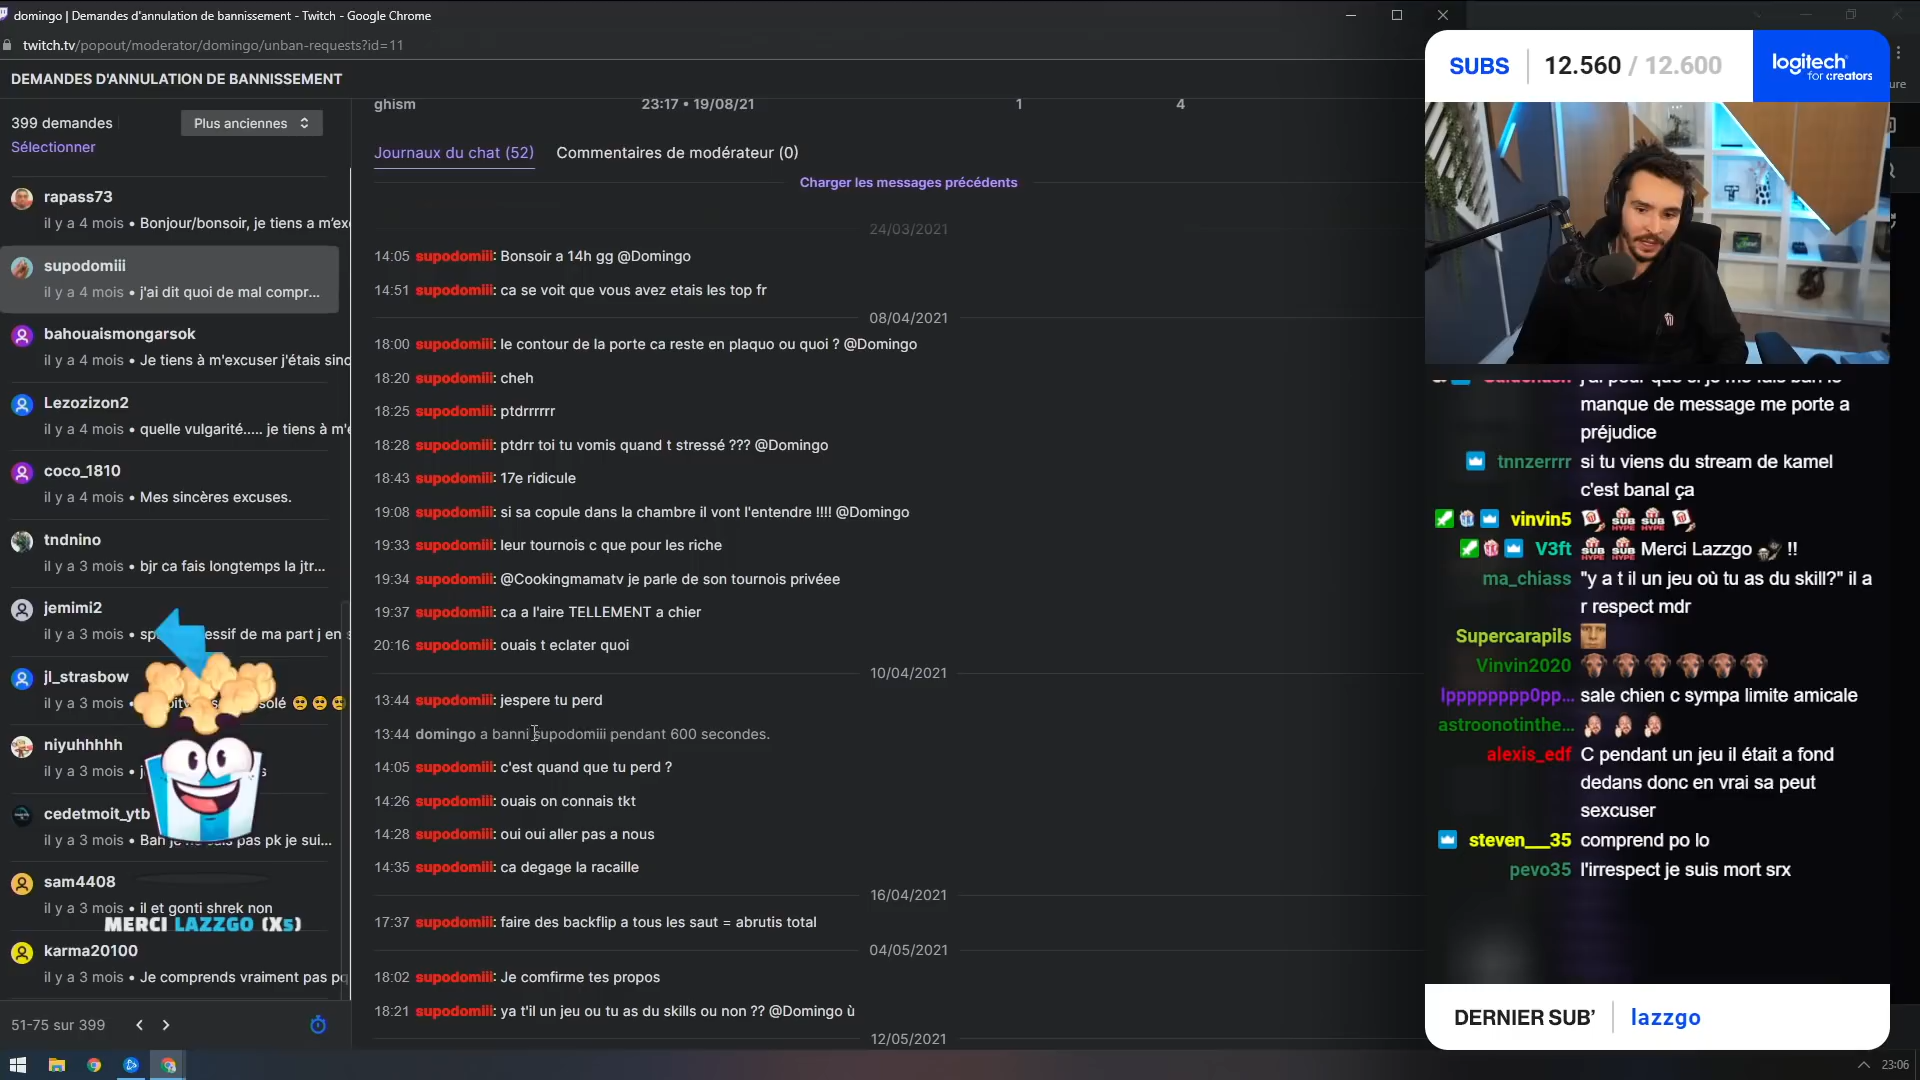 domingo | Demandes d'annulation de bannissement - Twitch - Google Chrome
twitch.tv/popout/moderator/domingo/unban-requests?id=11
DEMANDES D'ANNULATION DE BANNISSEMENT
399 demandes
Plus anciennes
Sélectionner
rapass73
il y a 4 mois • Bonjour/bonsoir, je tiens a m'exc
supodomiii
il y a 4 mois • j'ai dit quoi de mal compr...
bahouaismongarsok
il y a 4 mois • Je tiens à m'excuser j'étais sinc
Lezozizon2
il y a 4 mois • quelle vulgarité..... je tiens à m'e
coco_1810
il y a 4 mois • Mes sincères excuses.
tndnino
il y a 3 mois • bjr ca fais longtemps la jtr...
jemimi2
il y a 3 mois • essif de ma part j en s
jl_strasbow
il y a 3 mois •
niyuhhhhh
il y a 3 mois •
cedetmoit_ytb
il y a 3 mois • pas pk je sui...
sam4408
il y a 3 mois • il et gonti shrek non
MERCI LAZZGO (X5)
karma20100
il y a 3 mois • Je comprends vraiment pas pq
51-75 sur 399
ghism 23:17 • 19/08/21 1 4
Journaux du chat (52) Commentaires de modérateur (0)
Charger les messages précédents
24/03/2021
14:05 supodomiii: Bonsoir a 14h gg @Domingo
14:51 supodomiii: ca se voit que vous avez etais les top fr
08/04/2021
18:00 supodomiii: le contour de la porte ca reste en plaquo ou quoi ? @Domingo
18:20 supodomiii: cheh
18:25 supodomiii: ptdrrrrrr
18:28 supodomiii: ptdrr toi tu vomis quand t stressé ??? @Domingo
18:43 supodomiii: 17e ridicule
19:08 supodomiii: si sa copule dans la chambre il vont l'entendre !!!! @Domingo
19:33 supodomiii: leur tournois c que pour les riche
19:34 supodomiii: @Cookingmamatv je parle de son tournois privéee
19:37 supodomiii: ca a l'aire TELLEMENT a chier
20:16 supodomiii: ouais t eclater quoi
10/04/2021
13:44 supodomiii: jespere tu perd
13:44 domingo a banni supodomiii pendant 600 secondes.
14:05 supodomiii: c'est quand que tu perd ?
14:26 supodomiii: ouais on connais tkt
14:28 supodomiii: oui oui aller pas a nous
14:35 supodomiii: ca degage la racaille
16/04/2021
17:37 supodomiii: faire des backflip a tous les saut = abrutis total
04/05/2021
18:02 supodomiii: Je comfirme tes propos
18:21 supodomiii: ya t'il un jeu ou tu as du skills ou non ?? @Domingo ù
12/05/2021
SUBS 12.560 / 12.600
logitech
for creators
manque de message me porte a
préjudice
tnnzerrrr si tu viens du stream de kamel
c'est banal ça
vinvin5 SUB HYPE SUB HYPE
V3ft SUB HYPE SUB HYPE Merci Lazzgo !!
ma_chiass "y a t il un jeu où tu as du skill?" il a
r respect mdr
Supercarapils
Vinvin2020
lpppppppp0pp... sale chien c sympa limite amicale
astroonotinthe...
alexis_edf C pendant un jeu il était a fond
dedans donc en vrai sa peut
sexcuser
steven___35 comprend po lo
pevo35 l'irrespect je suis mort srx
DERNIER SUB' lazzgo
23:06